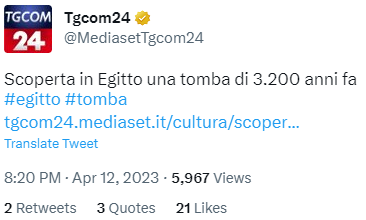 TGCOM
24
Tgcom24
@MediasetTgcom24
Scoperta in Egitto una tomba di 3.200 anni fa
#egitto #tomba
tgcom24.mediaset.it/cultura/scoper...
Translate Tweet
8:20 PM · Apr 12, 2023 · 5,967 Views
2 Retweets 3 Quotes 21 Likes